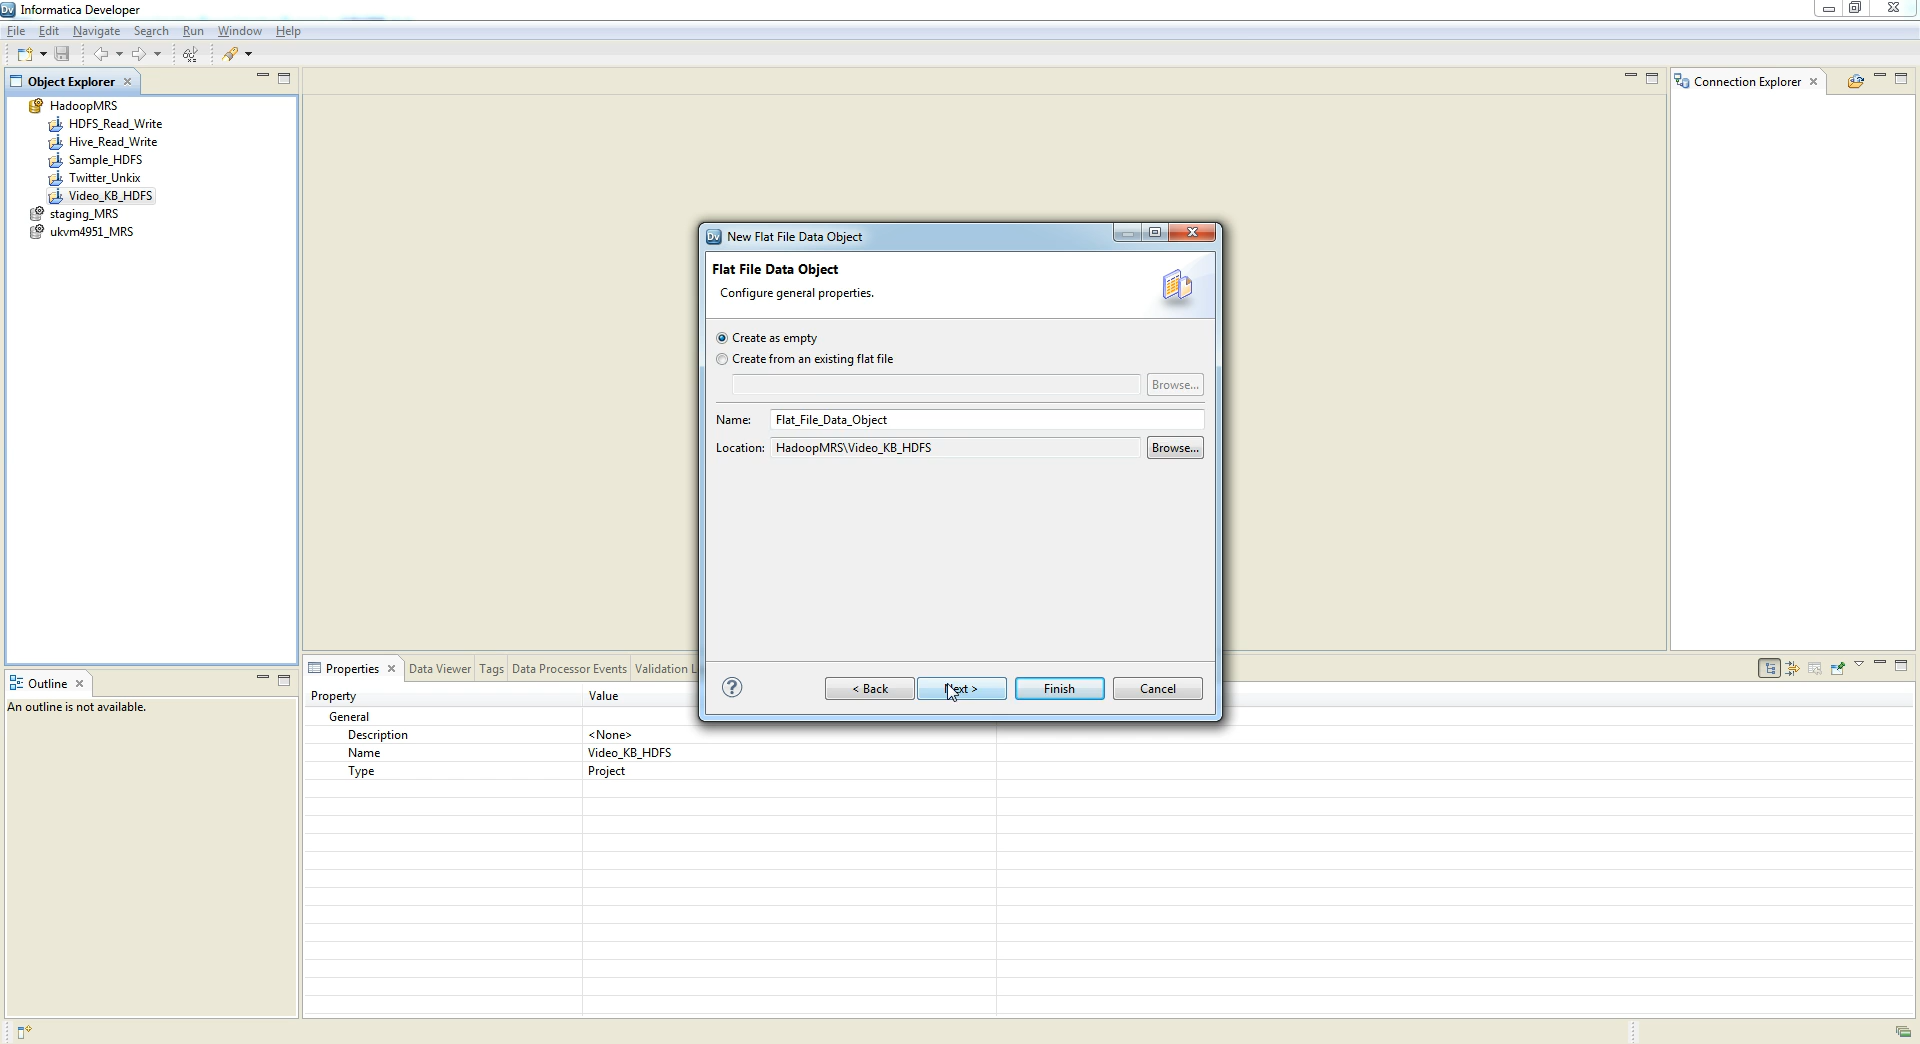 Dv Informatica Developer
File Edit Navigate Search Run Window Help
Object Explorer
HadoopMRS
HDFS_Read_Write
Hive_Read_Write
Sample_HDFS
Twitter_Unkix
Video_KB_HDFS
staging_MRS
ukvm4951_MRS
Connection Explorer
Dv New Flat File Data Object
Flat File Data Object
Configure general properties.
Create as empty
Create from an existing flat file
Browse...
Name: Flat_File_Data_Object
Location: HadoopMRS\Video_KB_HDFS Browse...
? < Back Next > Finish Cancel
Outline
An outline is not available.
Properties Data Viewer Tags Data Processor Events Validation L
Property Value
General
Description <None>
Name Video_KB_HDFS
Type Project